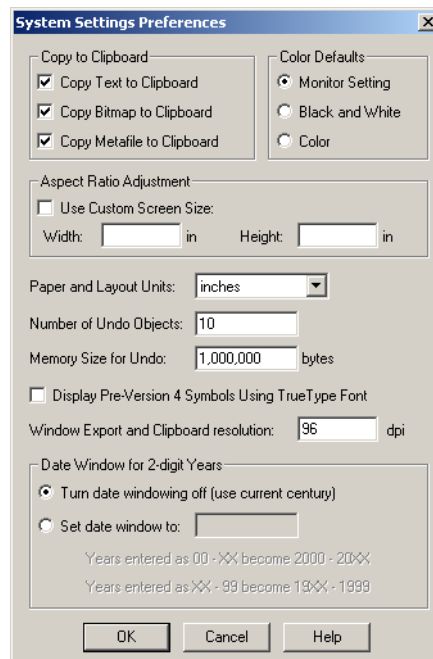 System Settings Preferences
Copy to Clipboard
Copy Text to Clipboard
Copy Bitmap to Clipboard
Copy Metafile to Clipboard
Color Defaults
Monitor Setting
Black and White
Color
Aspect Ratio Adjustment
Use Custom Screen Size:
Width: in Height: in
Paper and Layout Units: inches
Number of Undo Objects: 10
Memory Size for Undo: 1,000,000 bytes
Display Pre-Version 4 Symbols Using TrueType Font
Window Export and Clipboard resolution: 96 dpi
Date Window for 2-digit Years
Turn date windowing off (use current century)
Set date window to:
Years entered as 00 - XX become 2000 - 20XX
Years entered as XX - 99 become 19XX - 1999
OK Cancel Help